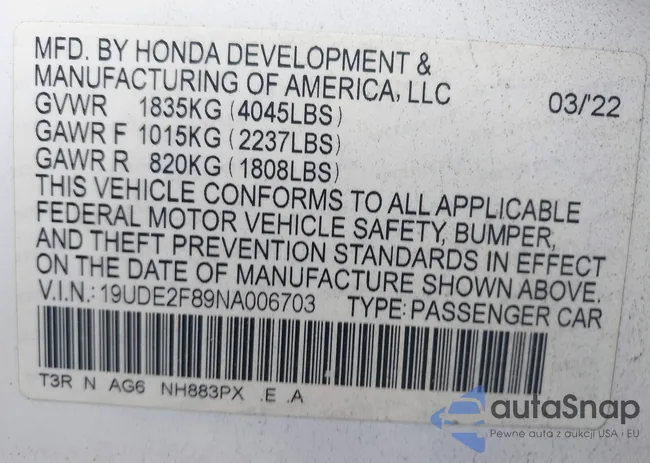 MFD. BY HONDA DEVELOPMENT &
MANUFACTURING OF AMERICA, LLC
GVWR 1835KG (4045LBS) 03/'22
GAWR F 1015KG (2237LBS)
GAWR R 820KG (1808LBS)
THIS VEHICLE CONFORMS TO ALL APPLICABLE
FEDERAL MOTOR VEHICLE SAFETY, BUMPER,
AND THEFT PREVENTION STANDARDS IN EFFECT
ON THE DATE OF MANUFACTURE SHOWN ABOVE.
V.I.N.: 19UDE2F89NA006703 TYPE: PASSENGER CAR
T3R N AG6 NH883PX .E .A
autaSnap
Pewne auta z aukcji USA i EU